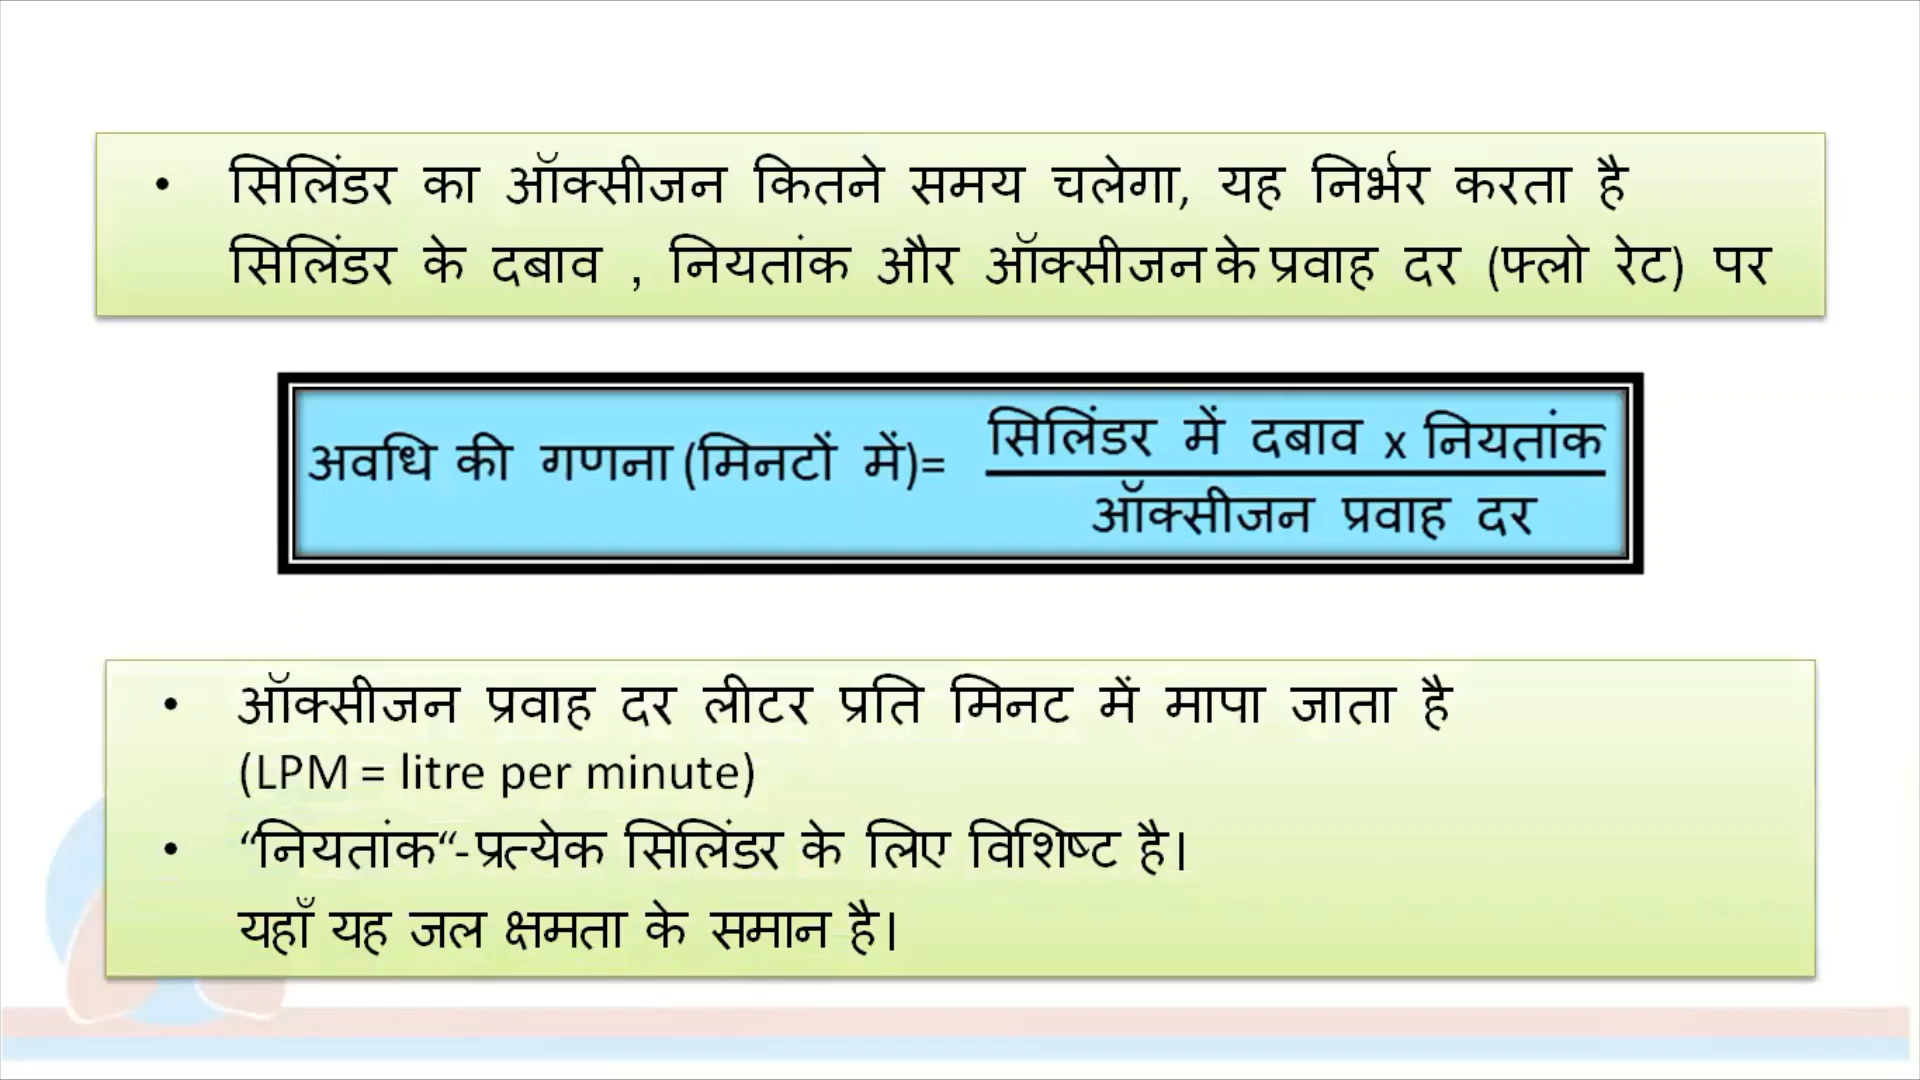 • सिलिंडर का ऑक्सीजन कितने समय चलेगा, यह निर्भर करता है
सिलिंडर के दबाव , नियतांक और ऑक्सीजन के प्रवाह दर (फ्लो रेट) पर
अवधि की गणना (मिनटों में)= सिलिंडर में दबाव x नियतांक
ऑक्सीजन प्रवाह दर
• ऑक्सीजन प्रवाह दर लीटर प्रति मिनट में मापा जाता है
(LPM = litre per minute)
• “नियतांक“-प्रत्येक सिलिंडर के लिए विशिष्ट है।
यहाँ यह जल क्षमता के समान है।